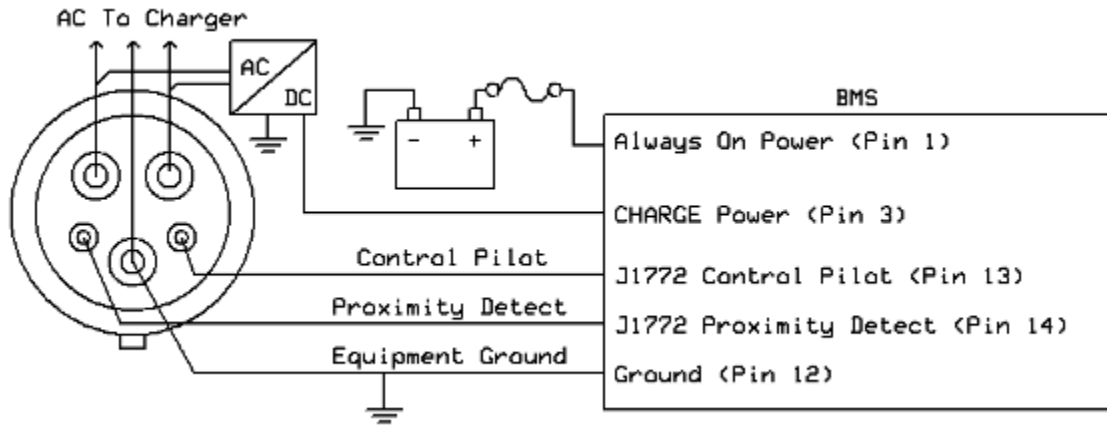 AC To Charger
AC
DC
BMS
- +
Always On Power (Pin 1)
CHARGE Power (Pin 3)
Control Pilot
J1772 Control Pilot (Pin 13)
Proximity Detect
J1772 Proximity Detect (Pin 14)
Equipment Ground
Ground (Pin 12)